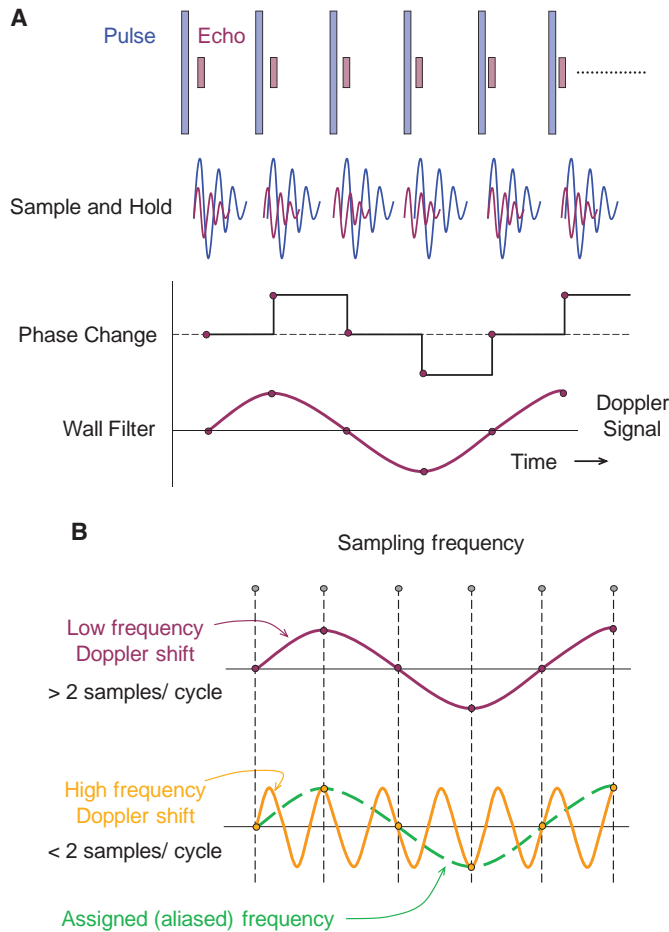 A
Pulse Echo
Sample and Hold
Phase Change
Wall Filter
Doppler
Signal
Time
B
Sampling frequency
Low frequency
Doppler shift
> 2 samples/ cycle
High frequency
Doppler shift
< 2 samples/ cycle
Assigned (aliased) frequency